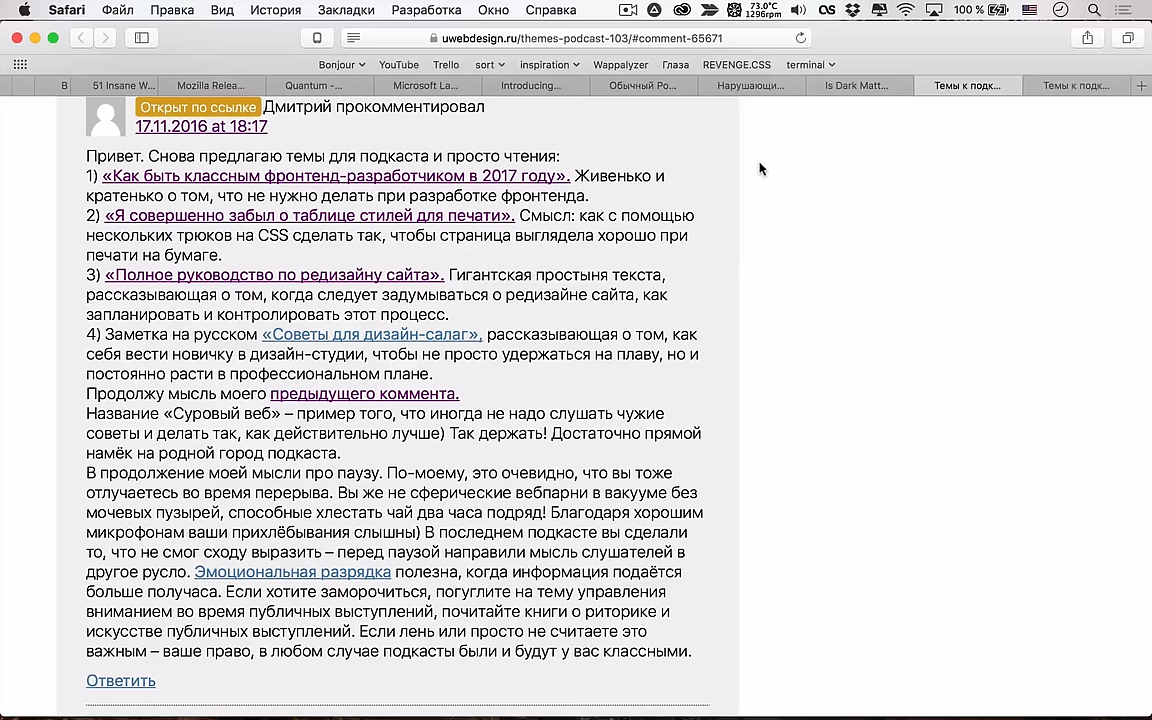 Safari Файл Правка Вид История Закладки Разработка Окно Справка 73.0°C 1296rpm 100 %
uwebdesign.ru/themes-podcast-103/#comment-65671
Bonjour YouTube Trello sort inspiration Wappalyzer Глаза REVENGE.CSS terminal
B 51 Insane W... Mozilla Relea... Quantum -... Microsoft La... Introducing... Обычный Ро... Нарушающи... Is Dark Matt... Темы к подк... Темы к подк...
Открыт по ссылке Дмитрий прокомментировал
17.11.2016 at 18:17
Привет. Снова предлагаю темы для подкаста и просто чтения:
1) «Как быть классным фронтенд-разработчиком в 2017 году». Живенько и
кратенько о том, что не нужно делать при разработке фронтенда.
2) «Я совершенно забыл о таблице стилей для печати». Смысл: как с помощью
нескольких трюков на CSS сделать так, чтобы страница выглядела хорошо при
печати на бумаге.
3) «Полное руководство по редизайну сайта». Гигантская простыня текста,
рассказывающая о том, когда следует задумываться о редизайне сайта, как
запланировать и контролировать этот процесс.
4) Заметка на русском «Советы для дизайн-салаг», рассказывающая о том, как
себя вести новичку в дизайн-студии, чтобы не просто удержаться на плаву, но и
постоянно расти в профессиональном плане.
Продолжу мысль моего предыдущего коммента.
Название «Суровый веб» – пример того, что иногда не надо слушать чужие
советы и делать так, как действительно лучше) Так держать! Достаточно прямой
намёк на родной город подкаста.
В продолжение моей мысли про паузу. По-моему, это очевидно, что вы тоже
отлучаетесь во время перерыва. Вы же не сферические вебпарни в вакууме без
мочевых пузырей, способные хлестать чай два часа подряд! Благодаря хорошим
микрофонам ваши прихлёбывания слышны) В последнем подкасте вы сделали
то, что не смог сходу выразить – перед паузой направили мысль слушателей в
другое русло. Эмоциональная разрядка полезна, когда информация подаётся
больше получаса. Если хотите заморочиться, погуглите на тему управления
вниманием во время публичных выступлений, почитайте книги о риторике и
искусстве публичных выступлений. Если лень или просто не считаете это
важным – ваше право, в любом случае подкасты были и будут у вас классными.
Ответить